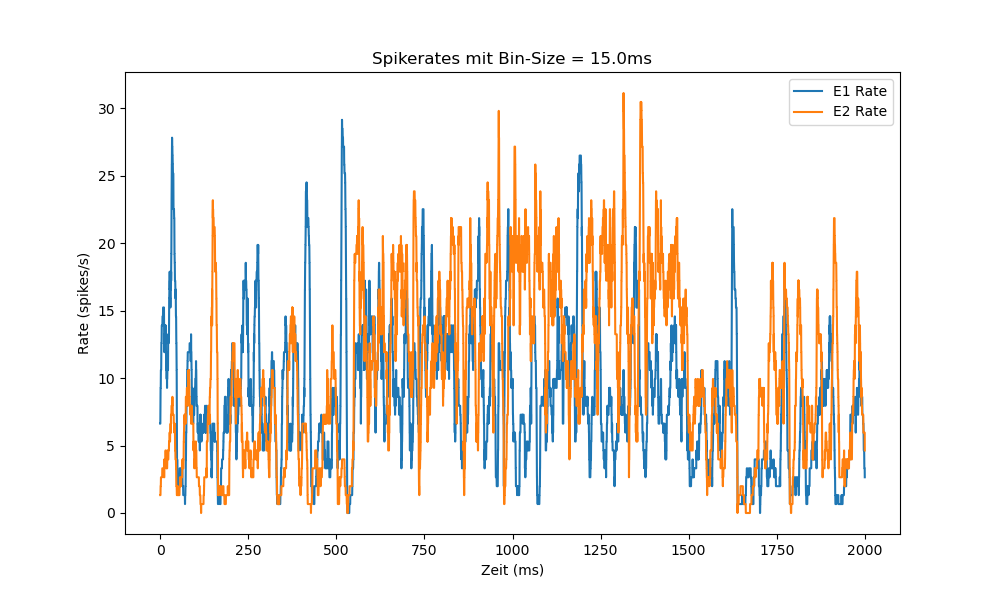 Spikerates mit Bin-Size = 15.0ms
E1 Rate
E2 Rate
Rate (spikes/s)
30
25
20
15
10
5
0
0 250 500 750 1000 1250 1500 1750 2000
Zeit (ms)